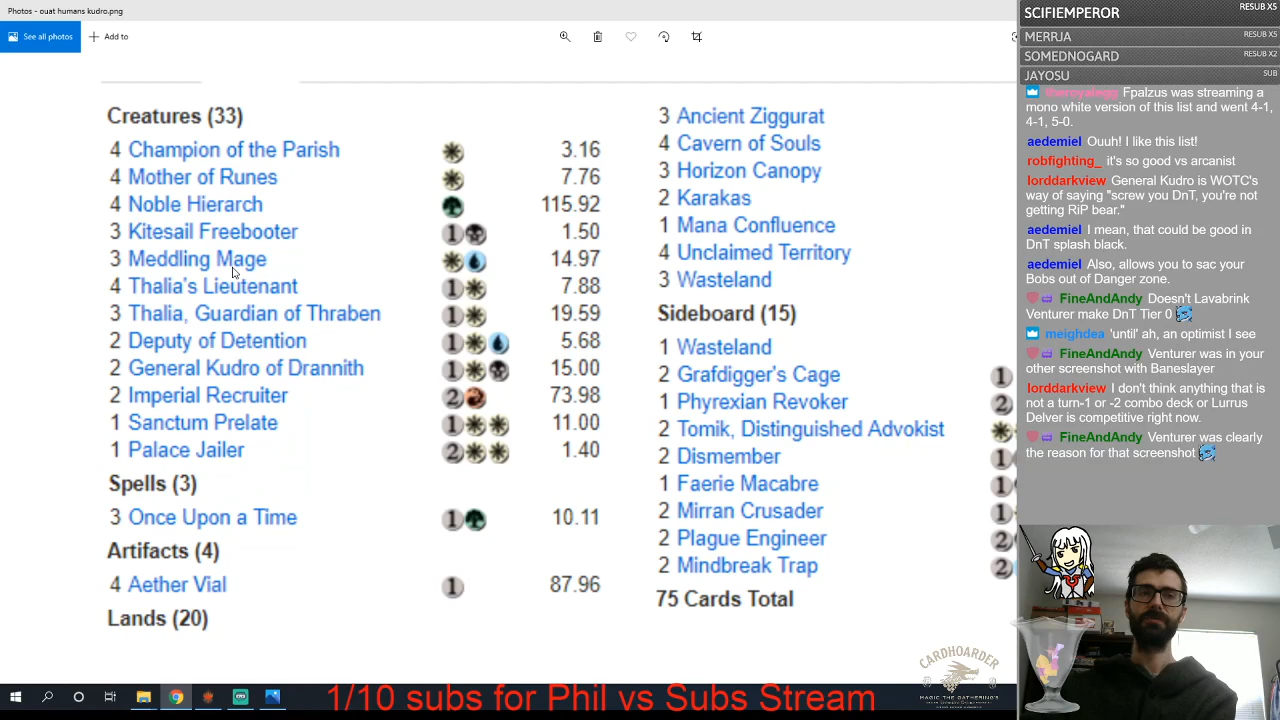 Photos - ouat humans kudro.png
See all photos
Add to
Creatures (33)
4 Champion of the Parish 3.16
4 Mother of Runes 7.76
4 Noble Hierarch 115.92
3 Kitesail Freebooter 1 1.50
3 Meddling Mage 14.97
4 Thalia's Lieutenant 1 7.88
3 Thalia, Guardian of Thraben 1 19.59
2 Deputy of Detention 1 5.68
2 General Kudro of Drannith 1 15.00
2 Imperial Recruiter 2 73.98
1 Sanctum Prelate 1 11.00
1 Palace Jailer 2 1.40
Spells (3)
3 Once Upon a Time 1 10.11
Artifacts (4)
4 Aether Vial 1 87.96
Lands (20)
3 Ancient Ziggurat
4 Cavern of Souls
3 Horizon Canopy
2 Karakas
1 Mana Confluence
4 Unclaimed Territory
3 Wasteland
Sideboard (15)
1 Wasteland
2 Grafdigger's Cage 1
1 Phyrexian Revoker 2
2 Tomik, Distinguished Advokist
2 Dismember 1
1 Faerie Macabre 1
2 Mirran Crusader 1
2 Plague Engineer 2
2 Mindbreak Trap 2
75 Cards Total
SCIFIEMPEROR RESUB X5
MERRJA RESUB X5
SOMEDNOGARD RESUB X2
JAYOSU SUB
Fpalzus was streaming a
mono white version of this list and went 4-1,
4-1, 5-0.
aedemiel Ouuh! I like this list!
robfighting_ it's so good vs arcanist
lorddarkview General Kudro is WOTC's
way of saying "screw you DnT, you're not
getting RiP bear."
aedemiel I mean, that could be good in
DnT splash black.
aedemiel Also, allows you to sac your
Bobs out of Danger zone.
FineAndAndy Doesn't Lavabrink
Venturer make DnT Tier 0
meighdea 'until' ah, an optimist I see
FineAndAndy Venturer was in your
other screenshot with Baneslayer
lorddarkview I don't think anything that is
not a turn-1 or -2 combo deck or Lurrus
Delver is competitive right now.
FineAndAndy Venturer was clearly
the reason for that screenshot
CARDHOARDER
1/10 subs for Phil vs Subs Stream